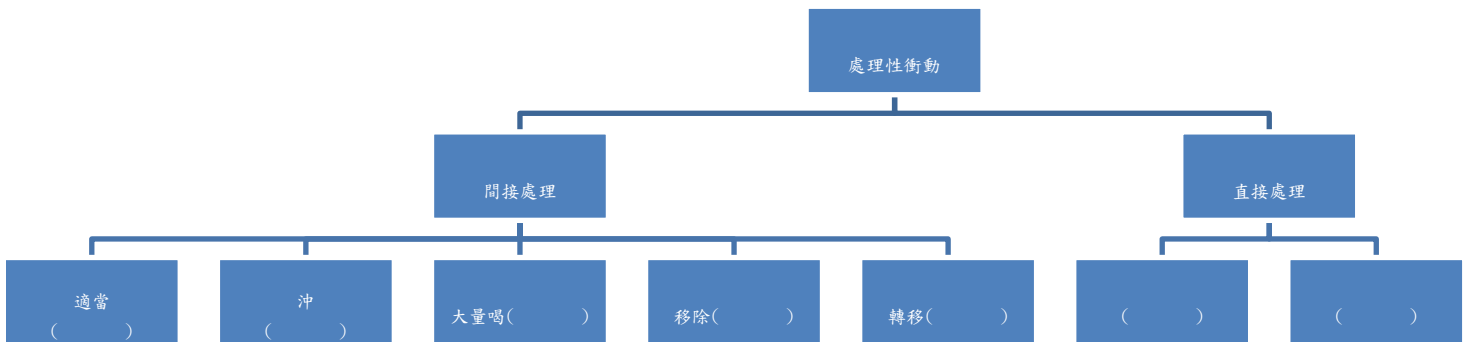 處理性衝動
間接處理
直接處理
適當
（　　　）
沖
（　　　）
大量喝(　　　）
移除(　　　）
轉移(　　　）
（　　　）
（　　　）